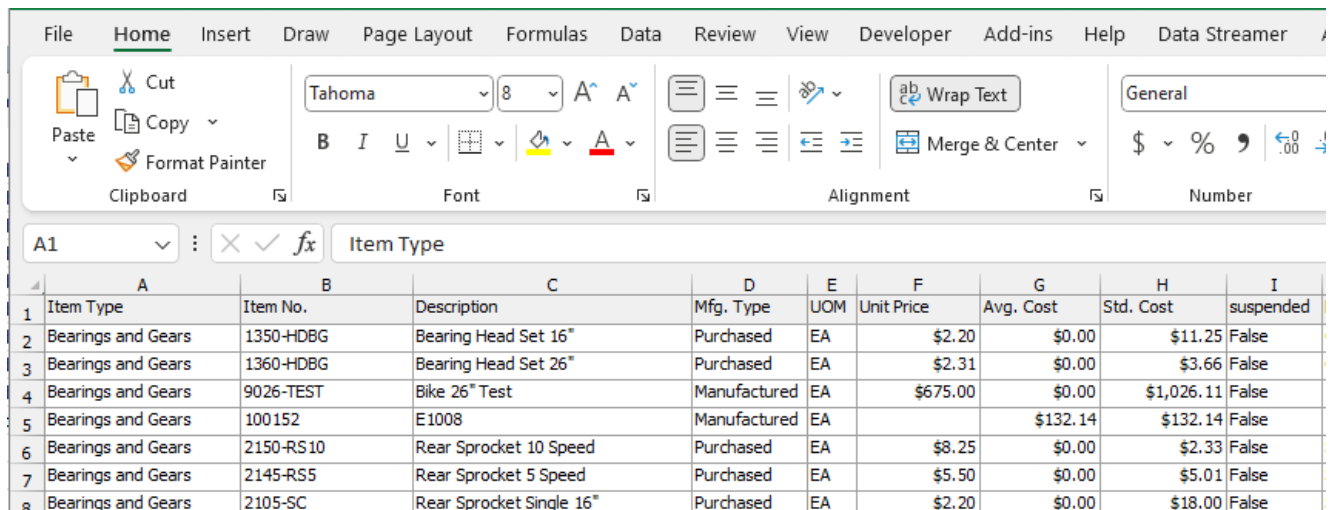 File Home Insert Draw Page Layout Formulas Data Review View Developer Add-ins Help Data Streamer
Cut
Tahoma 8 A A ab Wrap Text General
Paste Copy
B I U A Merge & Center $ % .00
Format Painter
Clipboard Font Alignment Number
A1 fx Item Type
A B C D E F G H I
1 Item Type Item No. Description Mfg. Type UOM Unit Price Avg. Cost Std. Cost suspended
2 Bearings and Gears 1350-HDBG Bearing Head Set 16" Purchased EA $2.20 $0.00 $11.25 False
3 Bearings and Gears 1360-HDBG Bearing Head Set 26" Purchased EA $2.31 $0.00 $3.66 False
4 Bearings and Gears 9026-TEST Bike 26" Test Manufactured EA $675.00 $0.00 $1,026.11 False
5 Bearings and Gears 100152 E1008 Manufactured EA $132.14 $132.14 False
6 Bearings and Gears 2150-RS10 Rear Sprocket 10 Speed Purchased EA $8.25 $0.00 $2.33 False
7 Bearings and Gears 2145-RS5 Rear Sprocket 5 Speed Purchased EA $5.50 $0.00 $5.01 False
8 Bearings and Gears 2105-SC Rear Sprocket Single 16" Purchased EA $2.20 $0.00 $18.00 False